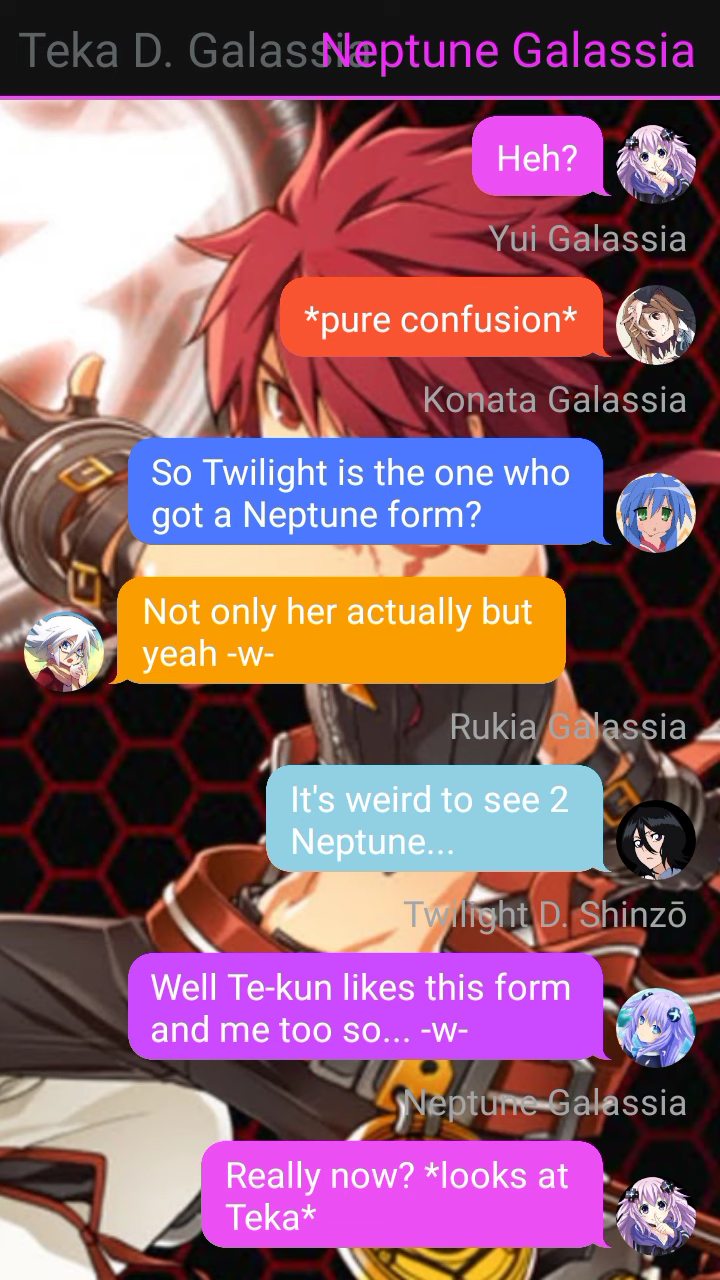 Teka D. Galassia
Neptune Galassia
Heh?
Yui Galassia
*pure confusion*
Konata Galassia
So Twilight is the one who
got a Neptune form?
Not only her actually but
yeah -w-
Rukia Galassia
It's weird to see 2
Neptune...
Twilight D. Shinzō
Well Te-kun likes this form
and me too so... -w-
Neptune Galassia
Really now? *looks at
Teka*